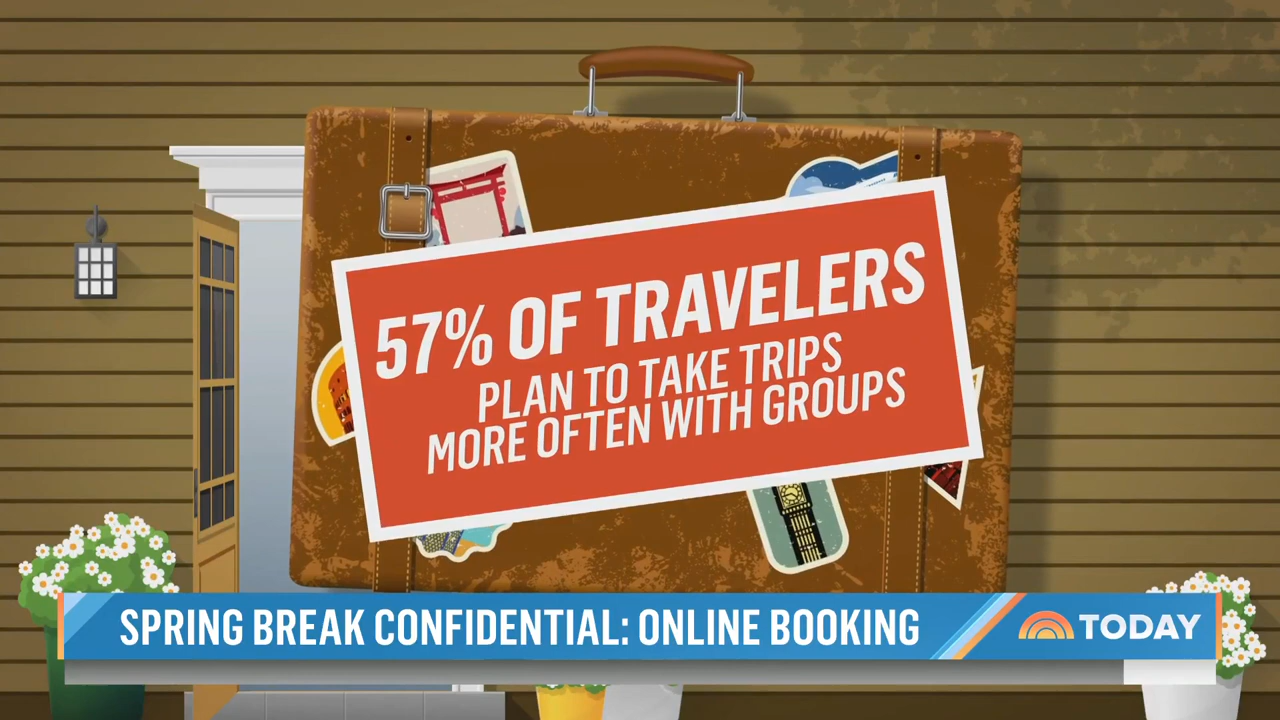 57% OF TRAVELERS
PLAN TO TAKE TRIPS
MORE OFTEN WITH GROUPS
SPRING BREAK CONFIDENTIAL: ONLINE BOOKING
TODAY